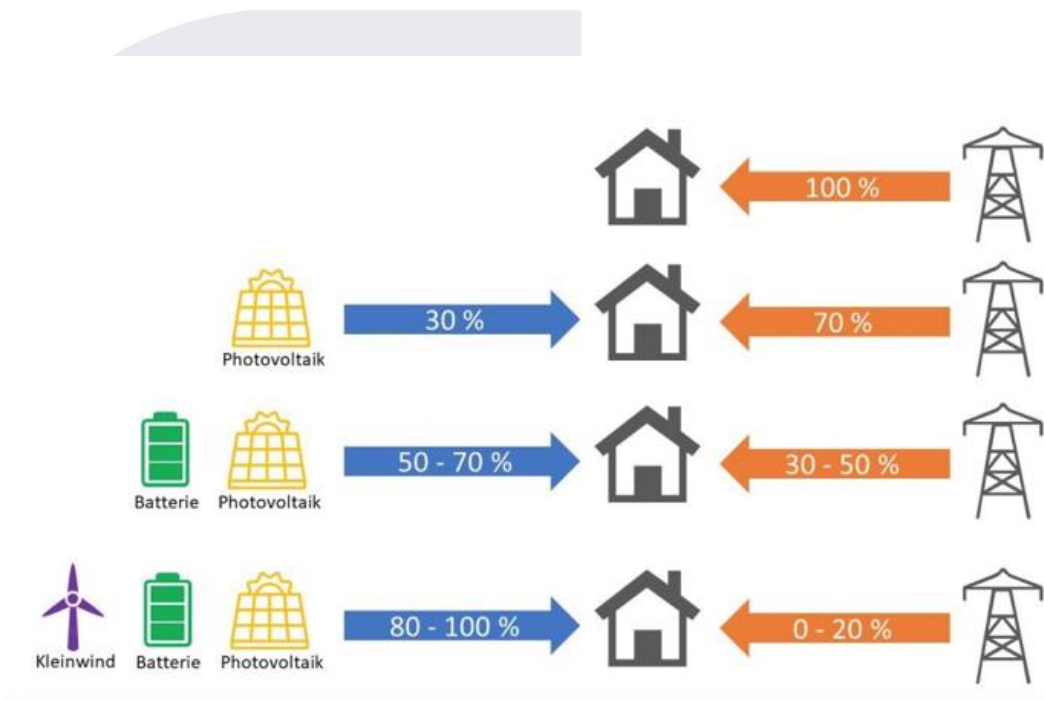 100 %
30 % 70 %
Photovoltaik
50 - 70 % 30 - 50 %
Batterie Photovoltaik
80 - 100 % 0 - 20 %
Kleinwind Batterie Photovoltaik